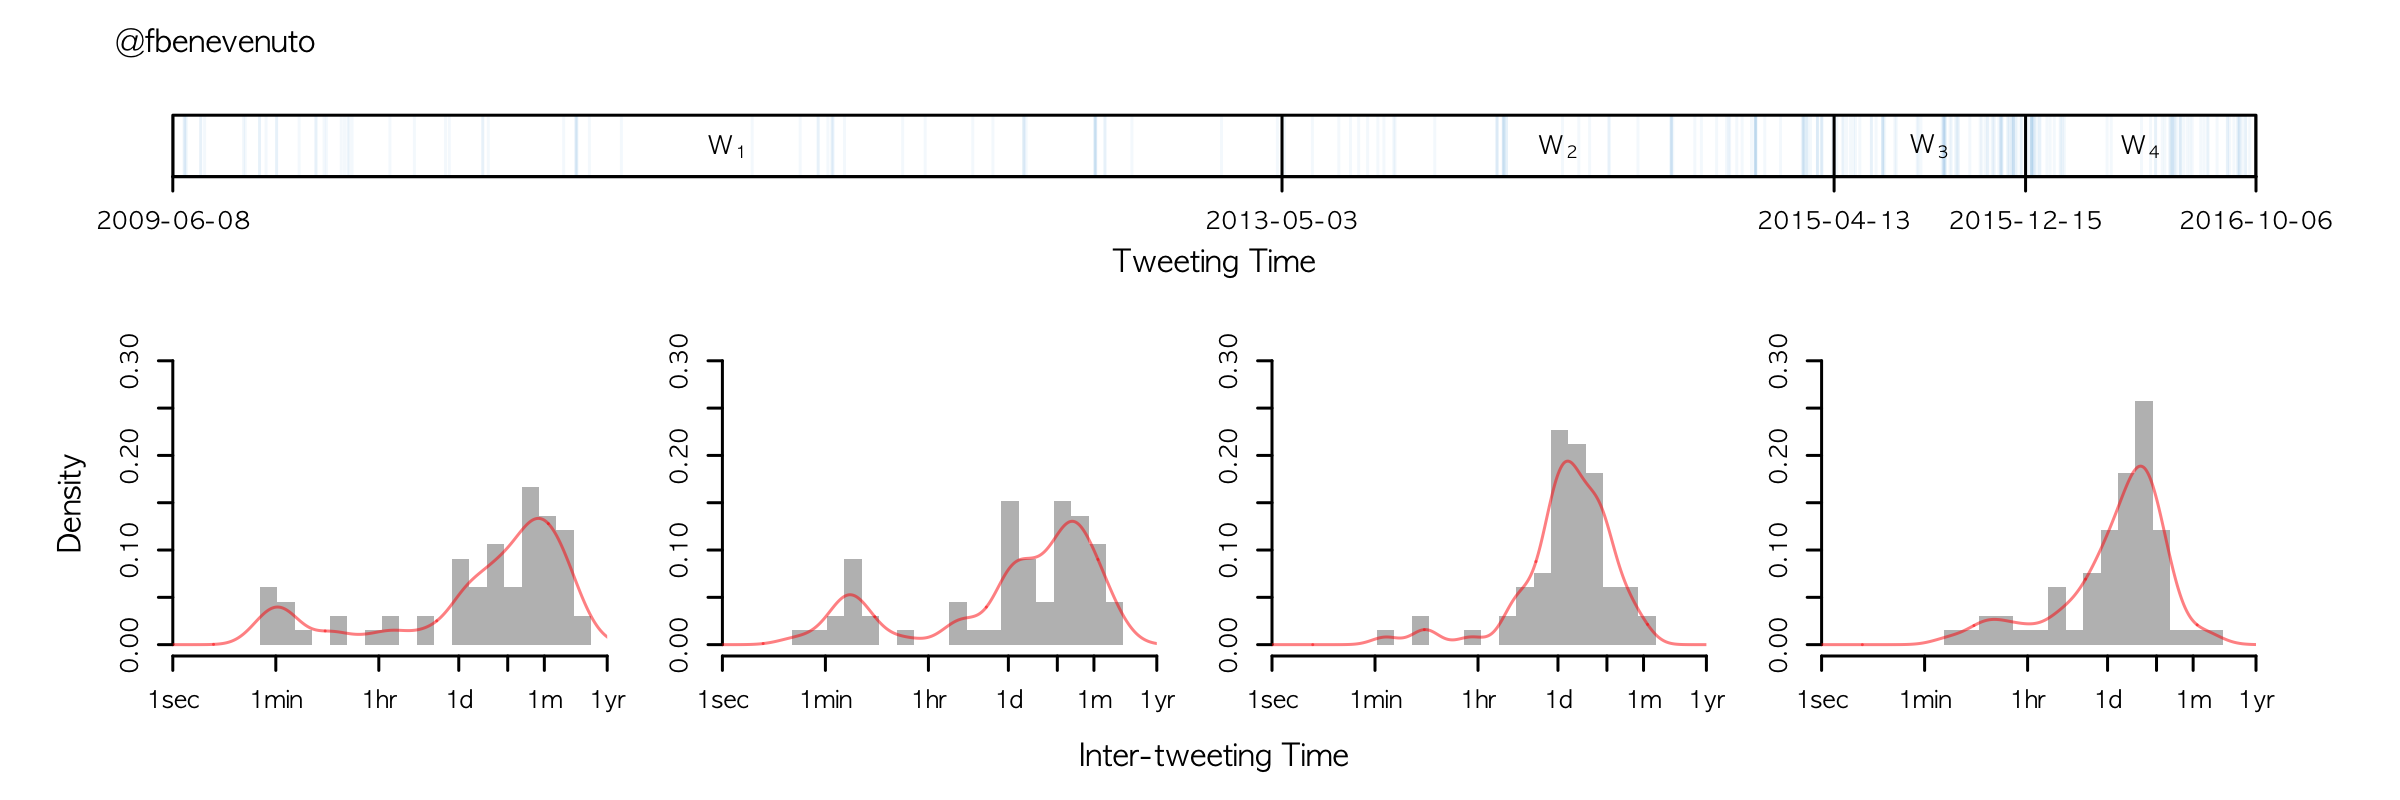 @fbenevenuto
W1 W2 W3 W4
2009-06-08 2013-05-03 2015-04-13 2015-12-15 2016-10-06
Tweeting Time
Density
0.30 0.20 0.10 0.00
0.30 0.20 0.10 0.00
0.30 0.20 0.10 0.00
0.30 0.20 0.10 0.00
1sec 1min 1hr 1d 1m 1yr
1sec 1min 1hr 1d 1m 1yr
1sec 1min 1hr 1d 1m 1yr
1sec 1min 1hr 1d 1m 1yr
Inter-tweeting Time